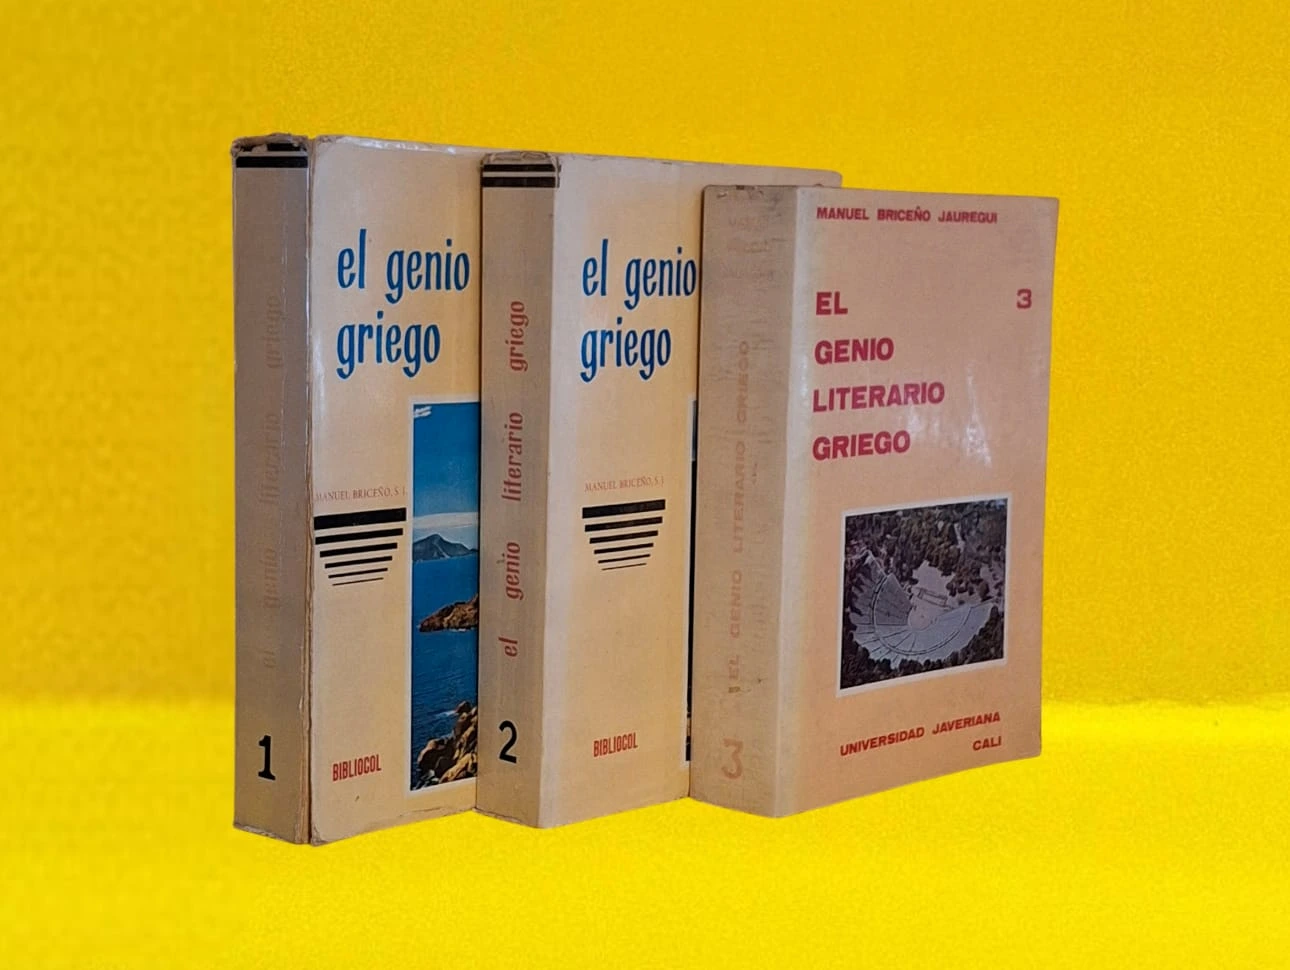 el genio literario griego
1
el genio
griego
MANUEL BRICEÑO, S. I.
BIBLIOCOL
el genio literario griego
2
el genio
griego
MANUEL BRICEÑO, S. I.
BIBLIOCOL
EL GENIO LITERARIO GRIEGO
3
MANUEL BRICEÑO JAUREGUI
3
EL
GENIO
LITERARIO
GRIEGO
UNIVERSIDAD JAVERIANA
CALI